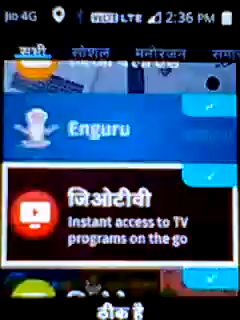 Jio 4G VoLTE LTE 2:36 PM
सभी सोशल मनोरंजन
Enguru
जिओटीवी
Instant access to TV
programs on the go
ठीक है